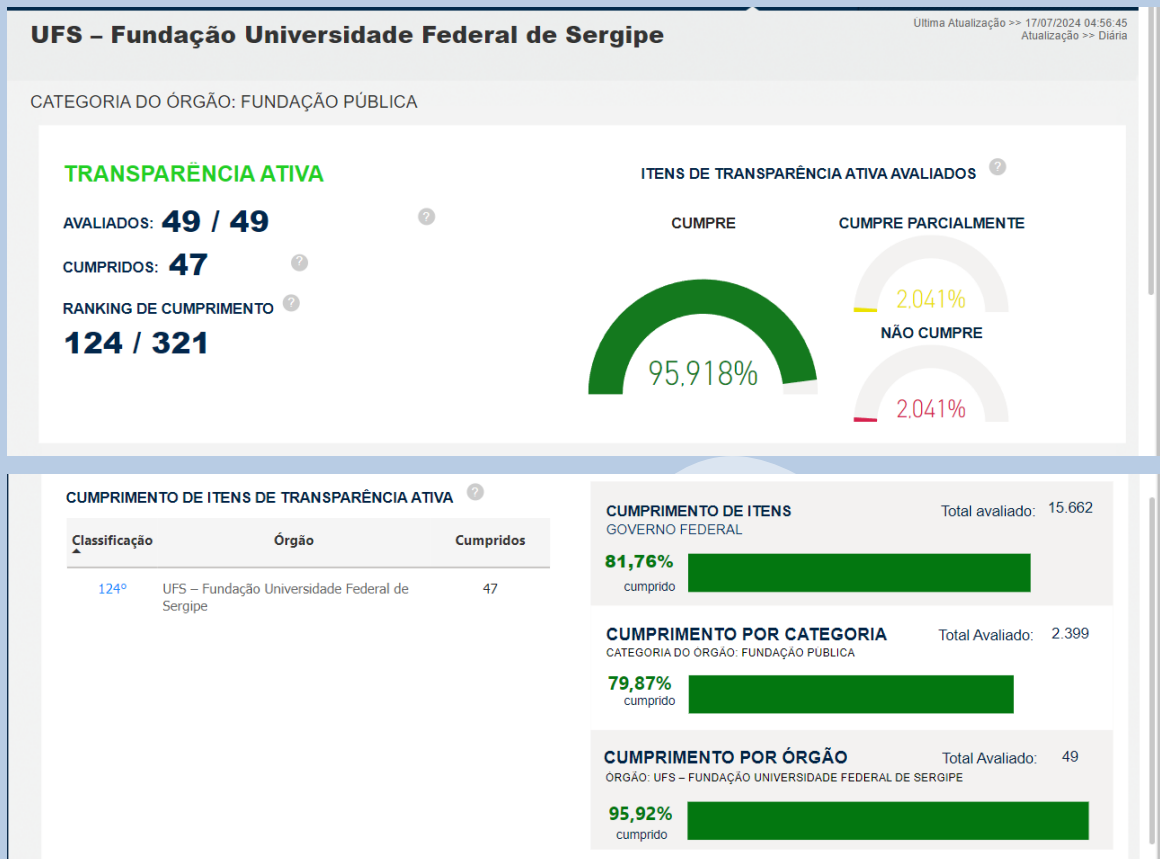 UFS – Fundação Universidade Federal de Sergipe
Última Atualização >> 17/07/2024 04:56:45
Atualização >> Diária
CATEGORIA DO ÓRGÃO: FUNDAÇÃO PÚBLICA
TRANSPARÊNCIA ATIVA
AVALIADOS: 49 / 49 ?
CUMPRIDOS: 47 ?
RANKING DE CUMPRIMENTO ?
124 / 321
ITENS DE TRANSPARÊNCIA ATIVA AVALIADOS ?
CUMPRE
95,918%
CUMPRE PARCIALMENTE
2,041%
NÃO CUMPRE
2,041%
CUMPRIMENTO DE ITENS DE TRANSPARÊNCIA ATIVA ?
Classificação Órgão Cumpridos
124º UFS – Fundação Universidade Federal de 47
Sergipe
CUMPRIMENTO DE ITENS Total avaliado: 15.662
GOVERNO FEDERAL
81,76%
cumprido
CUMPRIMENTO POR CATEGORIA Total Avaliado: 2.399
CATEGORIA DO ÓRGÃO: FUNDAÇÃO PÚBLICA
79,87%
cumprido
CUMPRIMENTO POR ÓRGÃO Total Avaliado: 49
ÓRGÃO: UFS – FUNDAÇÃO UNIVERSIDADE FEDERAL DE SERGIPE
95,92%
cumprido